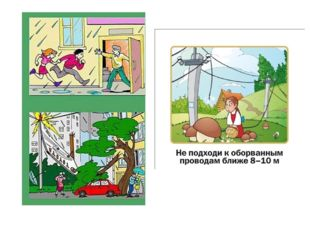 Не подходи к оборванным
проводам ближе 8–10 м